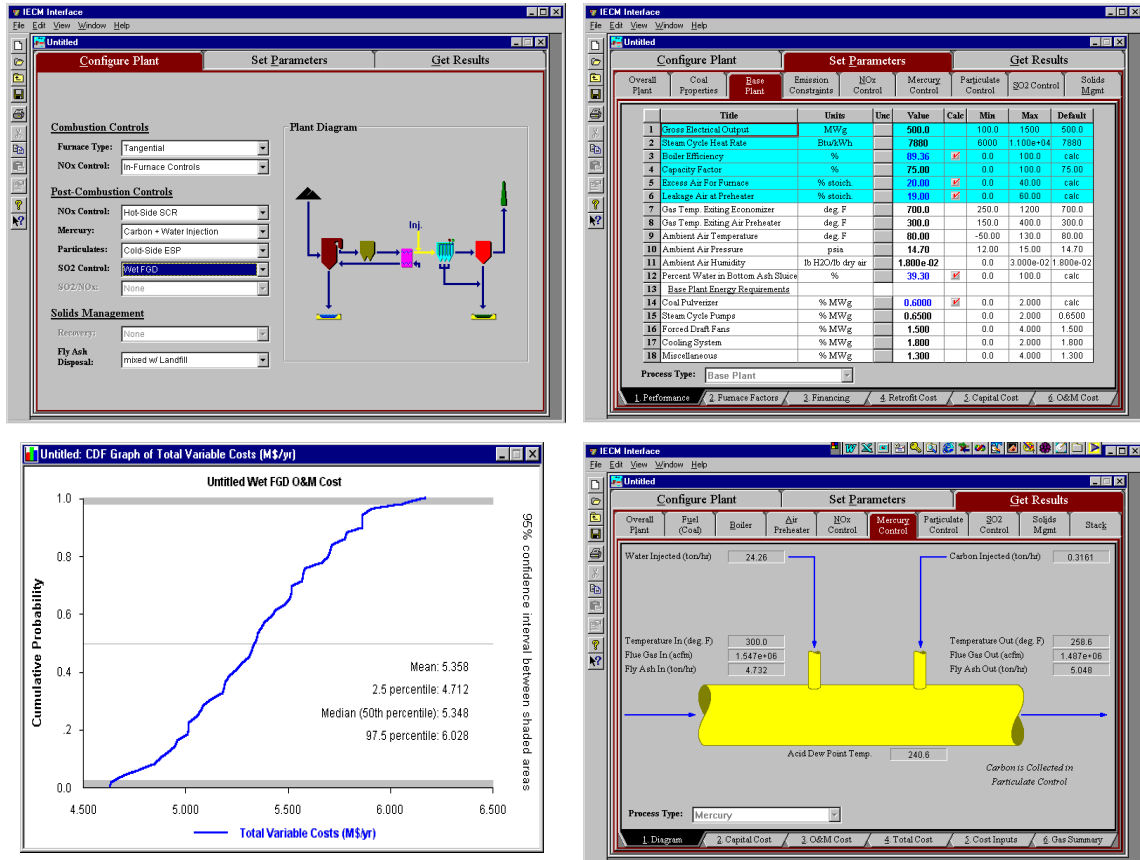 IECM Interface
File Edit View Window Help
Untitled
Configure Plant Set Parameters Get Results
Combustion Controls
Furnace Type: Tangential
NOx Control: In-Furnace Controls
Post-Combustion Controls
NOx Control: Hot-Side SCR
Mercury: Carbon + Water Injection
Particulates: Cold-Side ESP
SO2 Control: Wet FGD
SO2/NOx: None
Solids Management
Recovery: None
Fly Ash
Disposal: mixed w/ Landfill
Plant Diagram
Inj.
IECM Interface
File Edit View Window Help
Untitled
Configure Plant Set Parameters Get Results
Overall Plant Coal Properties Base Plant Emission Constraints NOx Control Mercury Control Particulate Control SO2 Control Solids Mgmt
Title Units Unc Value Calc Min Max Default
1 Gross Electrical Output MWg 500.0 100.0 1500 500.0
2 Steam Cycle Heat Rate Btu/kWh 7880 6000 1.100e+04 7880
3 Boiler Efficiency % 89.36 0.0 100.0 calc
4 Capacity Factor % 75.00 0.0 100.0 75.00
5 Excess Air For Furnace % stoich. 20.00 0.0 40.00 calc
6 Leakage Air at Preheater % stoich. 19.00 0.0 60.00 calc
7 Gas Temp. Exiting Economizer deg. F 700.0 250.0 1200 700.0
8 Gas Temp. Exiting Air Preheater deg. F 300.0 150.0 400.0 300.0
9 Ambient Air Temperature deg. F 80.00 -50.00 130.0 80.00
10 Ambient Air Pressure psia 14.70 12.00 15.00 14.70
11 Ambient Air Humidity lb H2O/lb dry air 1.800e-02 0.0 3.000e-02 1.800e-02
12 Percent Water in Bottom Ash Sluice % 39.30 0.0 100.0 calc
13 Base Plant Energy Requirements
14 Coal Pulverizer % MWg 0.6000 0.0 2.000 calc
15 Steam Cycle Pumps % MWg 0.6500 0.0 2.000 0.6500
16 Forced Draft Fans % MWg 1.500 0.0 4.000 1.500
17 Cooling System % MWg 1.800 0.0 2.000 1.800
18 Miscellaneous % MWg 1.300 0.0 4.000 1.300
Process Type: Base Plant
1. Performance 2. Furnace Factors 3. Financing 4. Retrofit Cost 5. Capital Cost 6. O&M Cost
Untitled: CDF Graph of Total Variable Costs (M$/yr)
Untitled Wet FGD O&M Cost
Cumulative Probability
1.0
0.8
0.6
0.4
.2
0.0
4.500 5.000 5.500 6.000 6.500
Mean: 5.358
2.5 percentile: 4.712
Median (50th percentile): 5.348
97.5 percentile: 6.028
95% confidence interval between shaded areas
Total Variable Costs (M$/yr)
IECM Interface
File Edit View Window Help
Untitled
Configure Plant Set Parameters Get Results
Overall Plant Fuel (Coal) Boiler Air Preheater NOx Control Mercury Control Particulate Control SO2 Control Solids Mgmt Stack
Water Injected (ton/hr) 24.26 Carbon Injected (ton/hr) 0.3161
Temperature In (deg. F) 300.0 Temperature Out (deg. F) 258.6
Flue Gas In (acfm) 1.547e+06 Flue Gas Out (acfm) 1.487e+06
Fly Ash In (ton/hr) 4.732 Fly Ash Out (ton/hr) 5.048
Acid Dew Point Temp. 240.6
Carbon is Collected in
Particulate Control
Process Type: Mercury
1. Diagram 2. Capital Cost 3. O&M Cost 4. Total Cost 5. Cost Inputs 6. Gas Summary